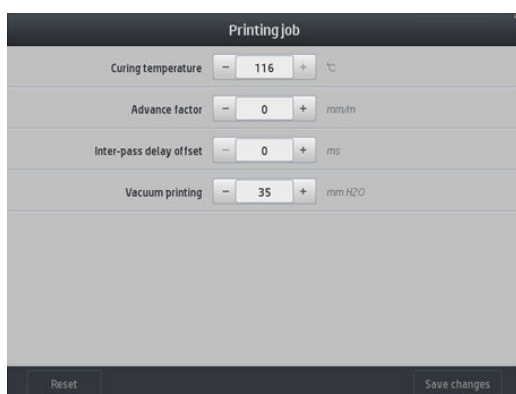 Printing job
Curing temperature - 116 + °C
Advance factor - 0 + mm/m
Inter-pass delay offset - 0 + ms
Vacuum printing - 35 + mm H2O
Reset Save changes